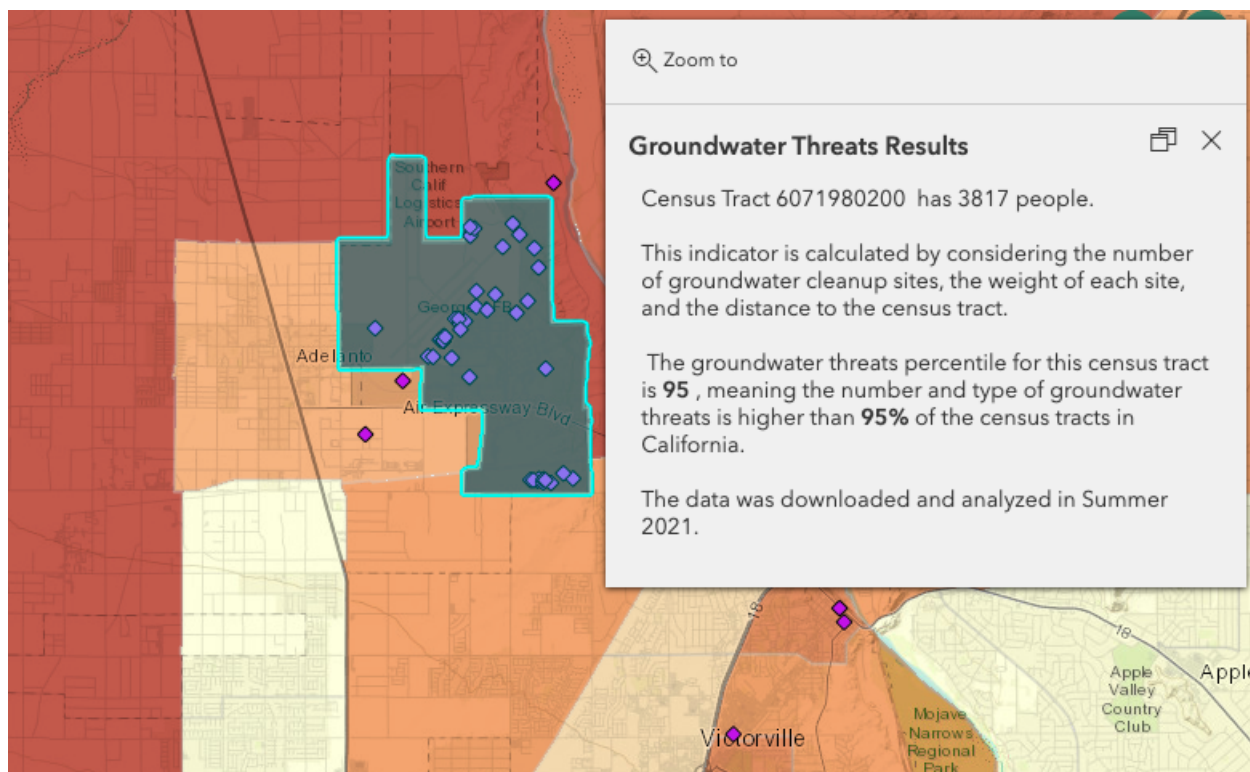 Zoom to
Groundwater Threats Results
Census Tract 6071980200 has 3817 people.
This indicator is calculated by considering the number
of groundwater cleanup sites, the weight of each site,
and the distance to the census tract.
The groundwater threats percentile for this census tract
is 95 , meaning the number and type of groundwater
threats is higher than 95% of the census tracts in
California.
The data was downloaded and analyzed in Summer
2021.
Southern
Calif
Logistics
Airport
Adelanto
Air Expressway Blvd
18
18
Victorville
Mojave
Narrows
Regional
Park
Apple
Valley
Country
Club